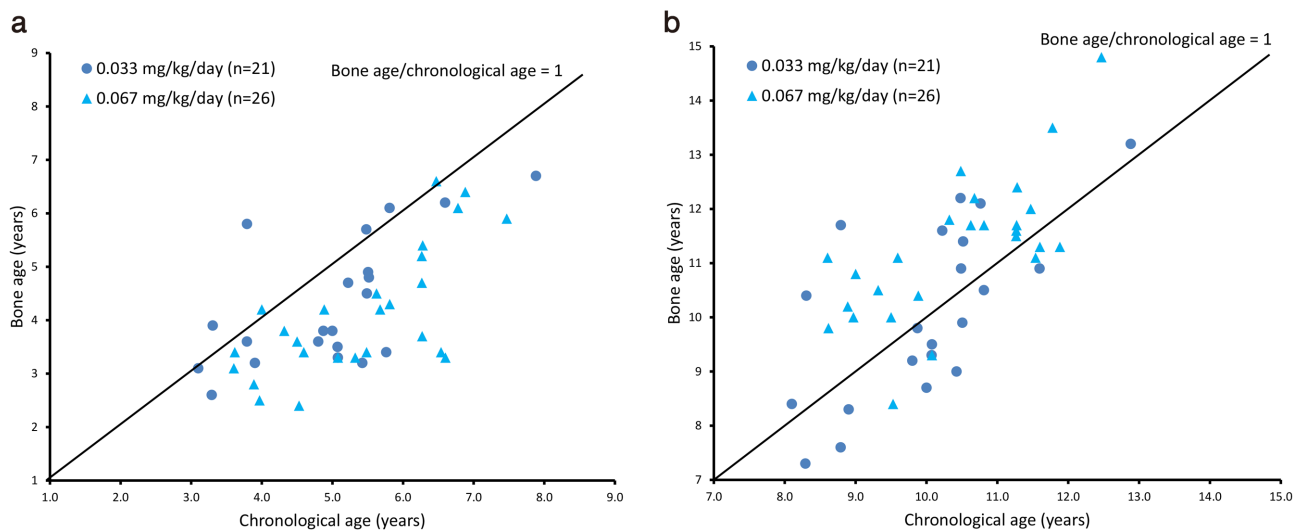 a
9
8
7
6
5
4
3
2
1
Bone age (years)
0.033 mg/kg/day (n=21)
0.067 mg/kg/day (n=26)
Bone age/chronological age = 1
1.0 2.0 3.0 4.0 5.0 6.0 7.0 8.0 9.0
Chronological age (years)
b
15
14
13
12
11
10
9
8
7
Bone age (years)
Bone age/chronological age = 1
0.033 mg/kg/day (n=21)
0.067 mg/kg/day (n=26)
7.0 8.0 9.0 10.0 11.0 12.0 13.0 14.0 15.0
Chronological age (years)